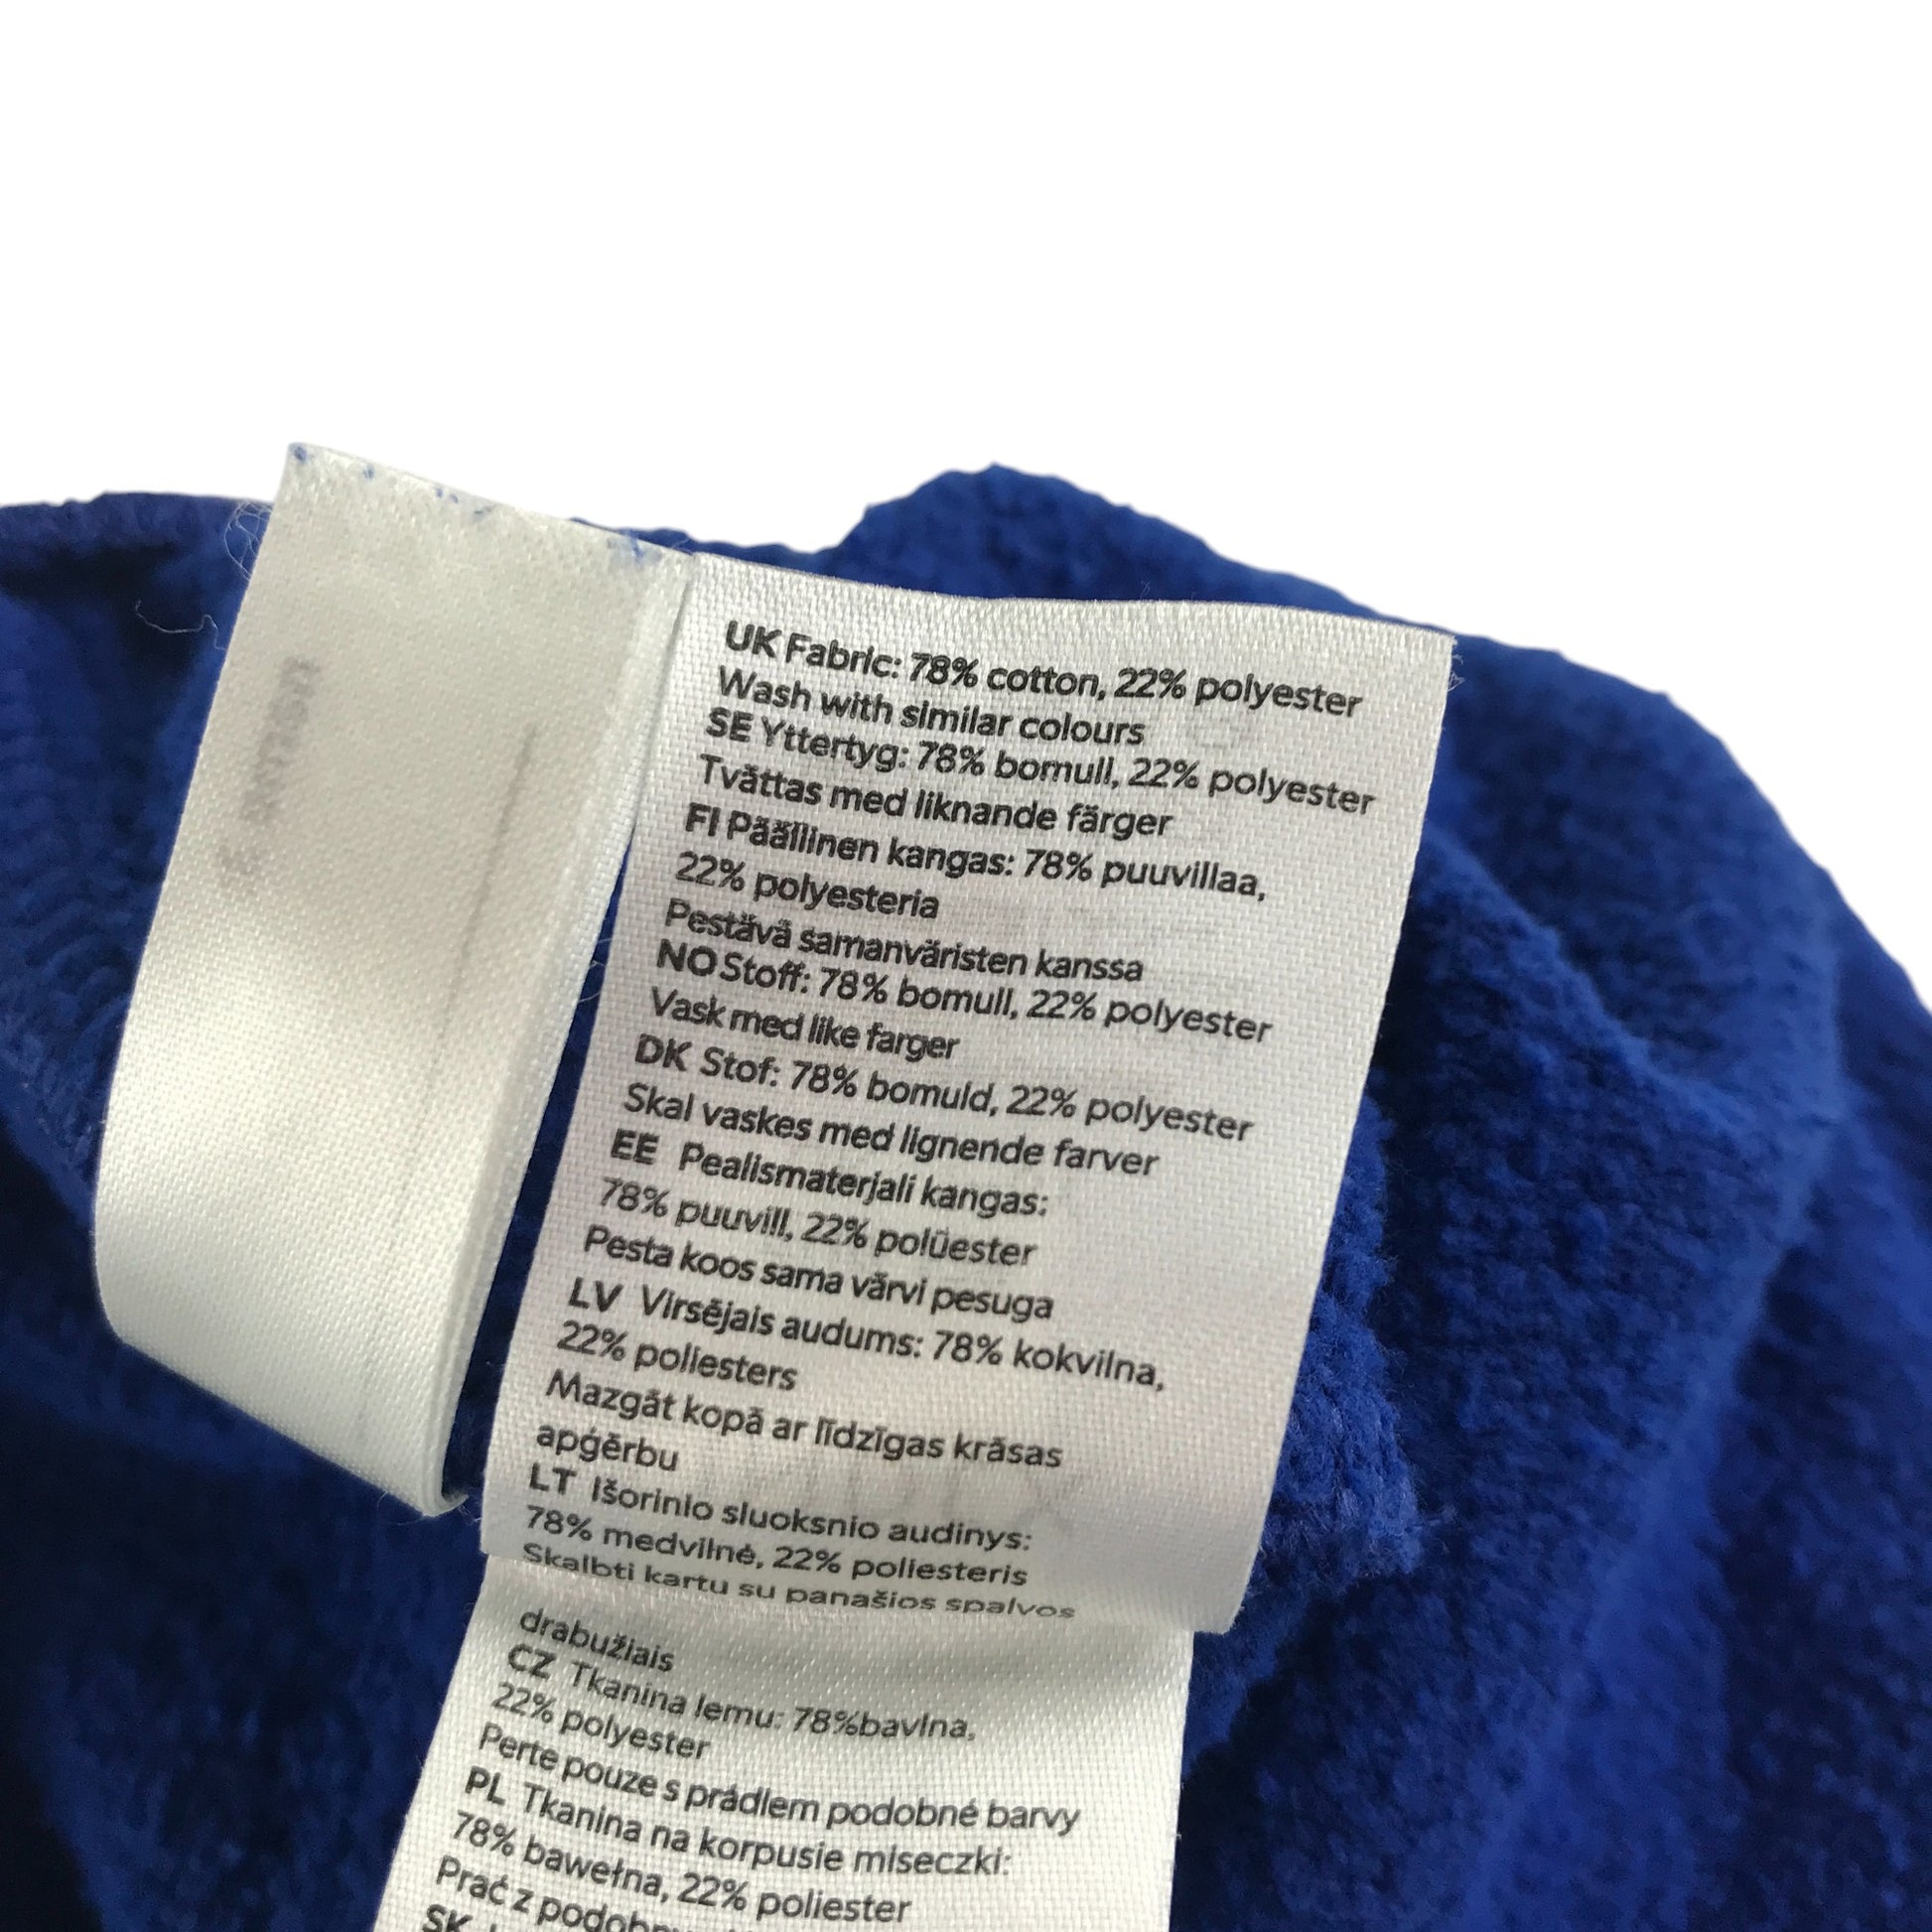 UK Fabric: 78% cotton, 22% polyester
Wash with similar colours
SE Yttertyg: 78% bomull, 22% polyester
Tvättas med liknande färger
FI Päällinen kangas: 78% puuvillaa,
22% polyesteria
Pestävä samanväristen kanssa
NO Stoff: 78% bomull, 22% polyester
Vask med like farger
DK Stof: 78% bomuld, 22% polyester
Skal vaskes med lignende farver
EE Pealismaterjali kangas:
78% puuvill, 22% polüester
Pesta koos sama värvi pesuga
LV Virsējais audums: 78% kokvilna,
22% poliesters
Mazgāt kopā ar līdzīgas krāsas
apģērbu
LT Išorinio sluoksnio audinys:
78% medvilnė, 22% poliesteris
Skalbti kartu su panašios spalvos
drabužiais
CZ Tkanina lemu: 78%bavlna,
22% polyester
Perte pouze s prádlem podobné barvy
PL Tkanina na korpusie miseczki:
78% bawełna, 22% poliester
Prać z
SK